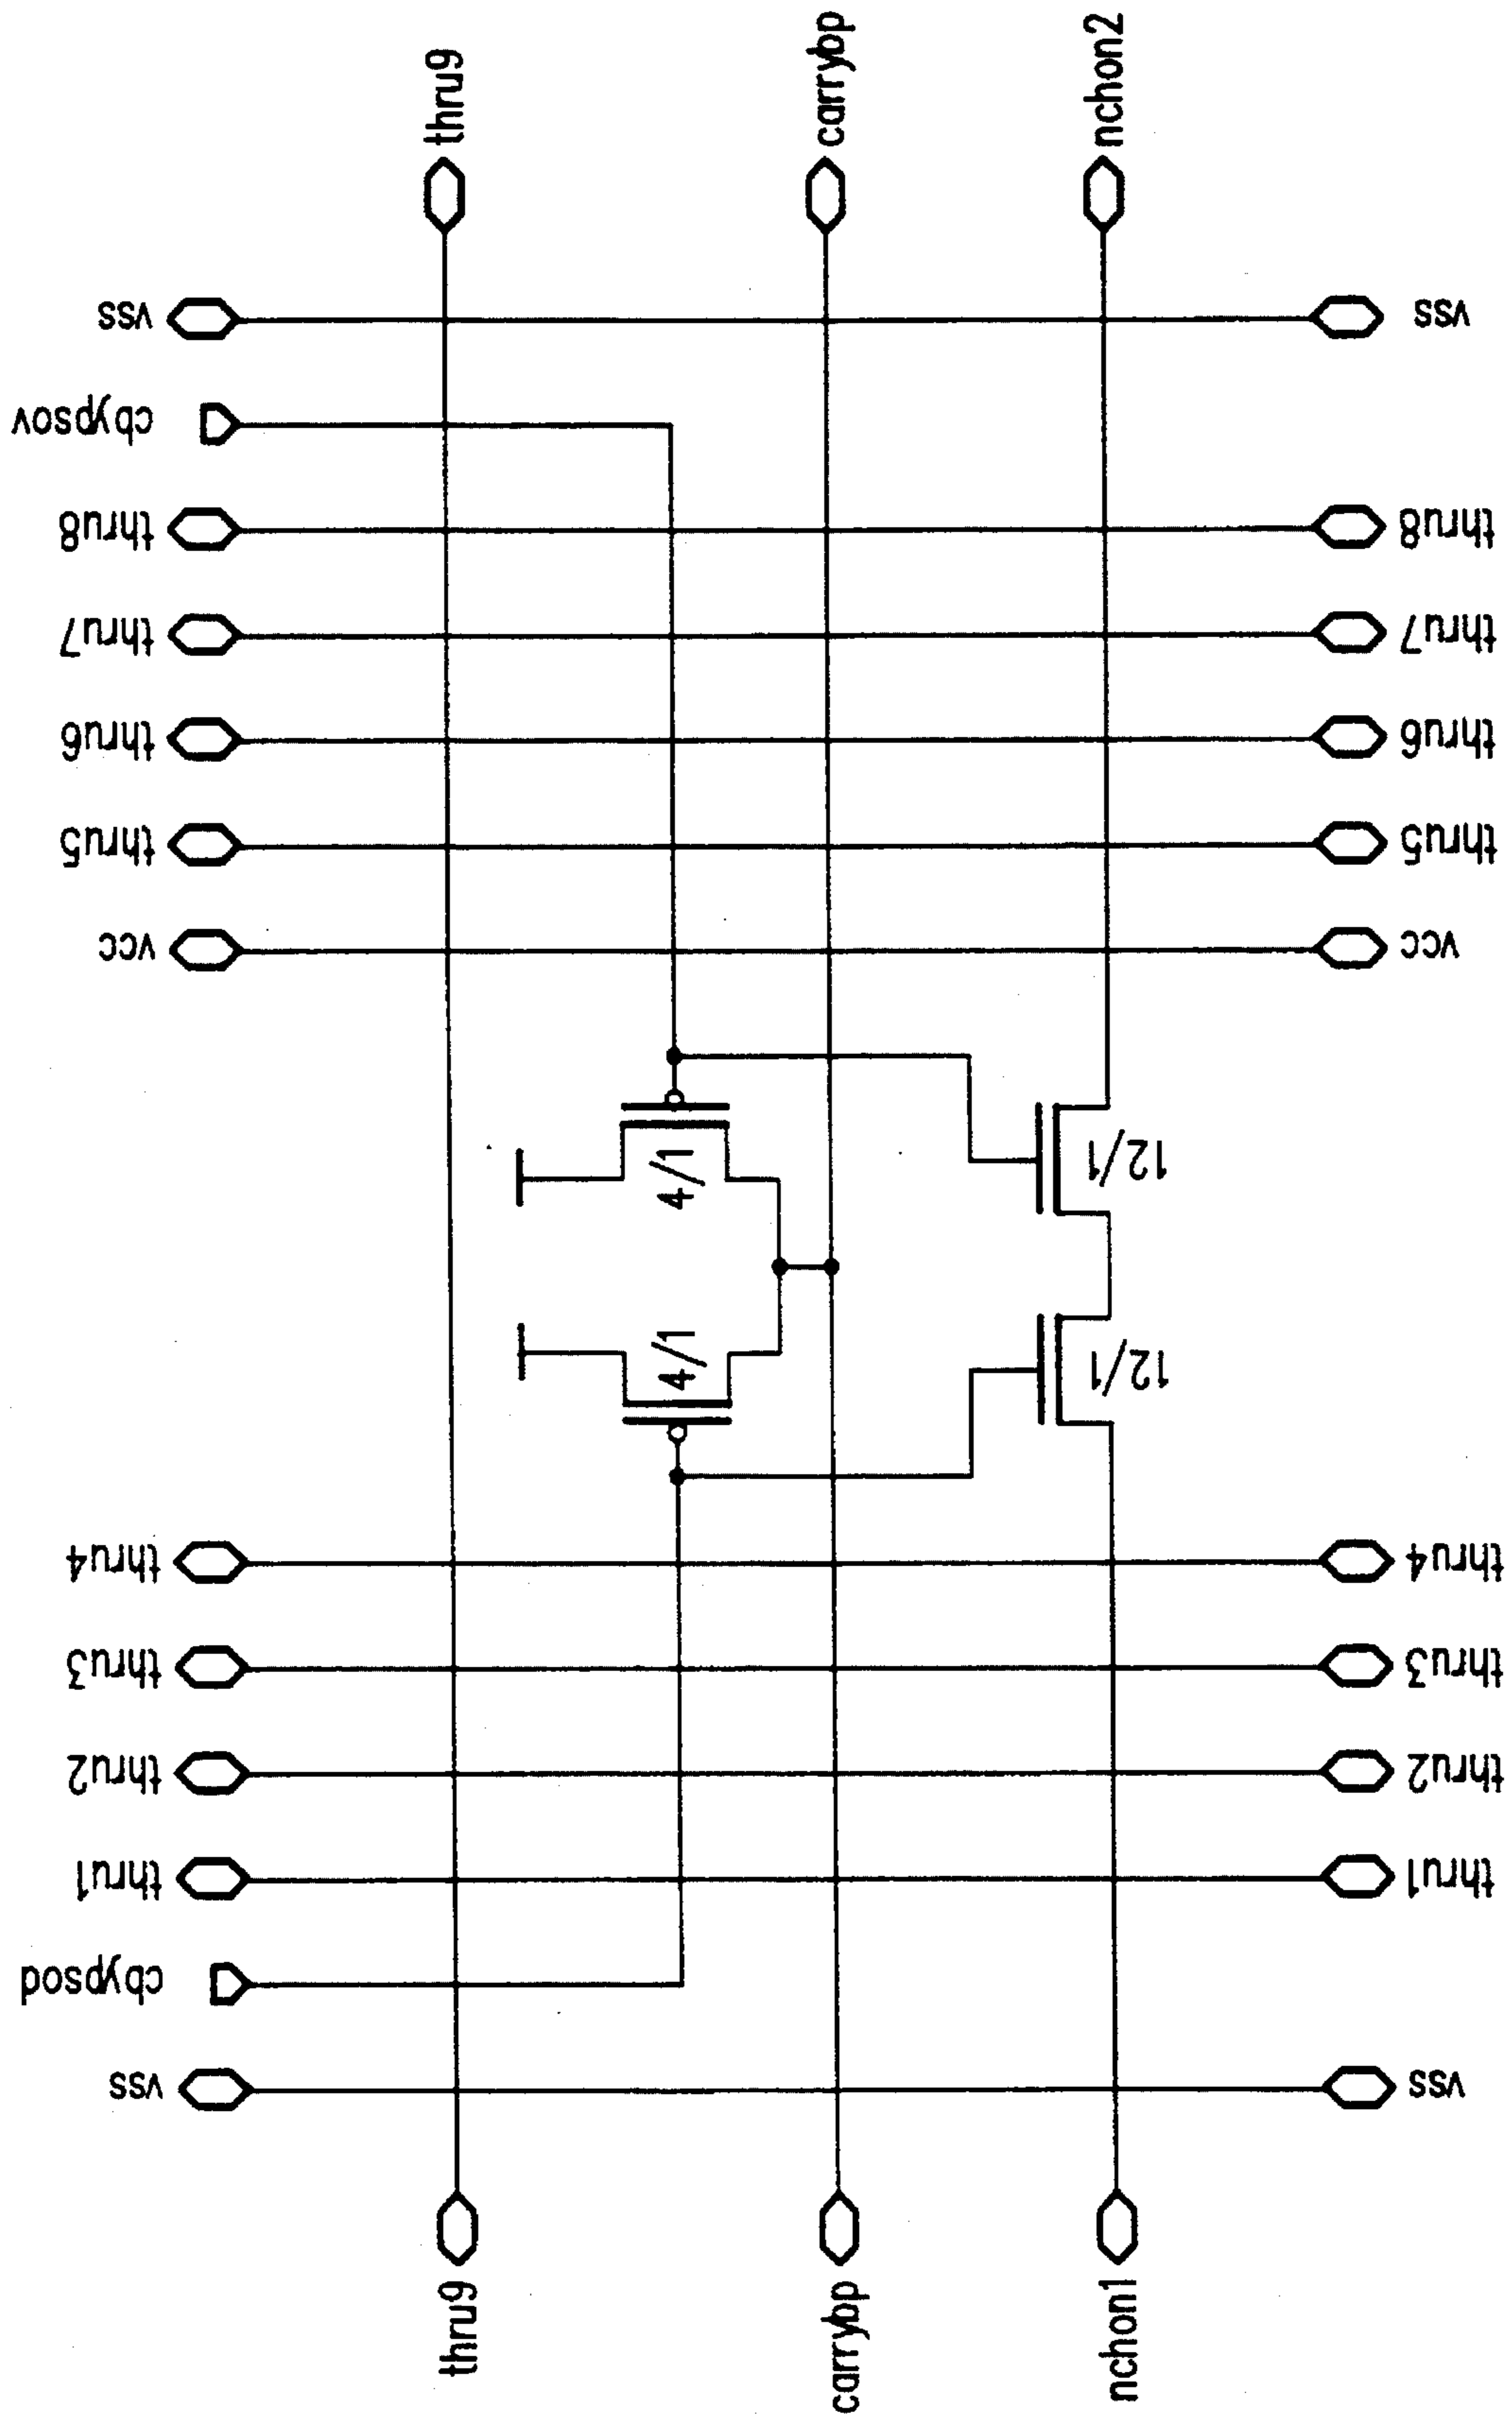 thru9
carrybp
nchon2
vss
vss
cbypsov
thru8
thru8
thru7
thru7
thru6
thru6
thru5
thru5
vcc
vcc
4/1
12/1
4/1
12/1
thru4
thru4
thru3
thru3
thru2
thru2
thru1
thru1
cbypsod
vss
vss
thru9
carrybp
nchon1